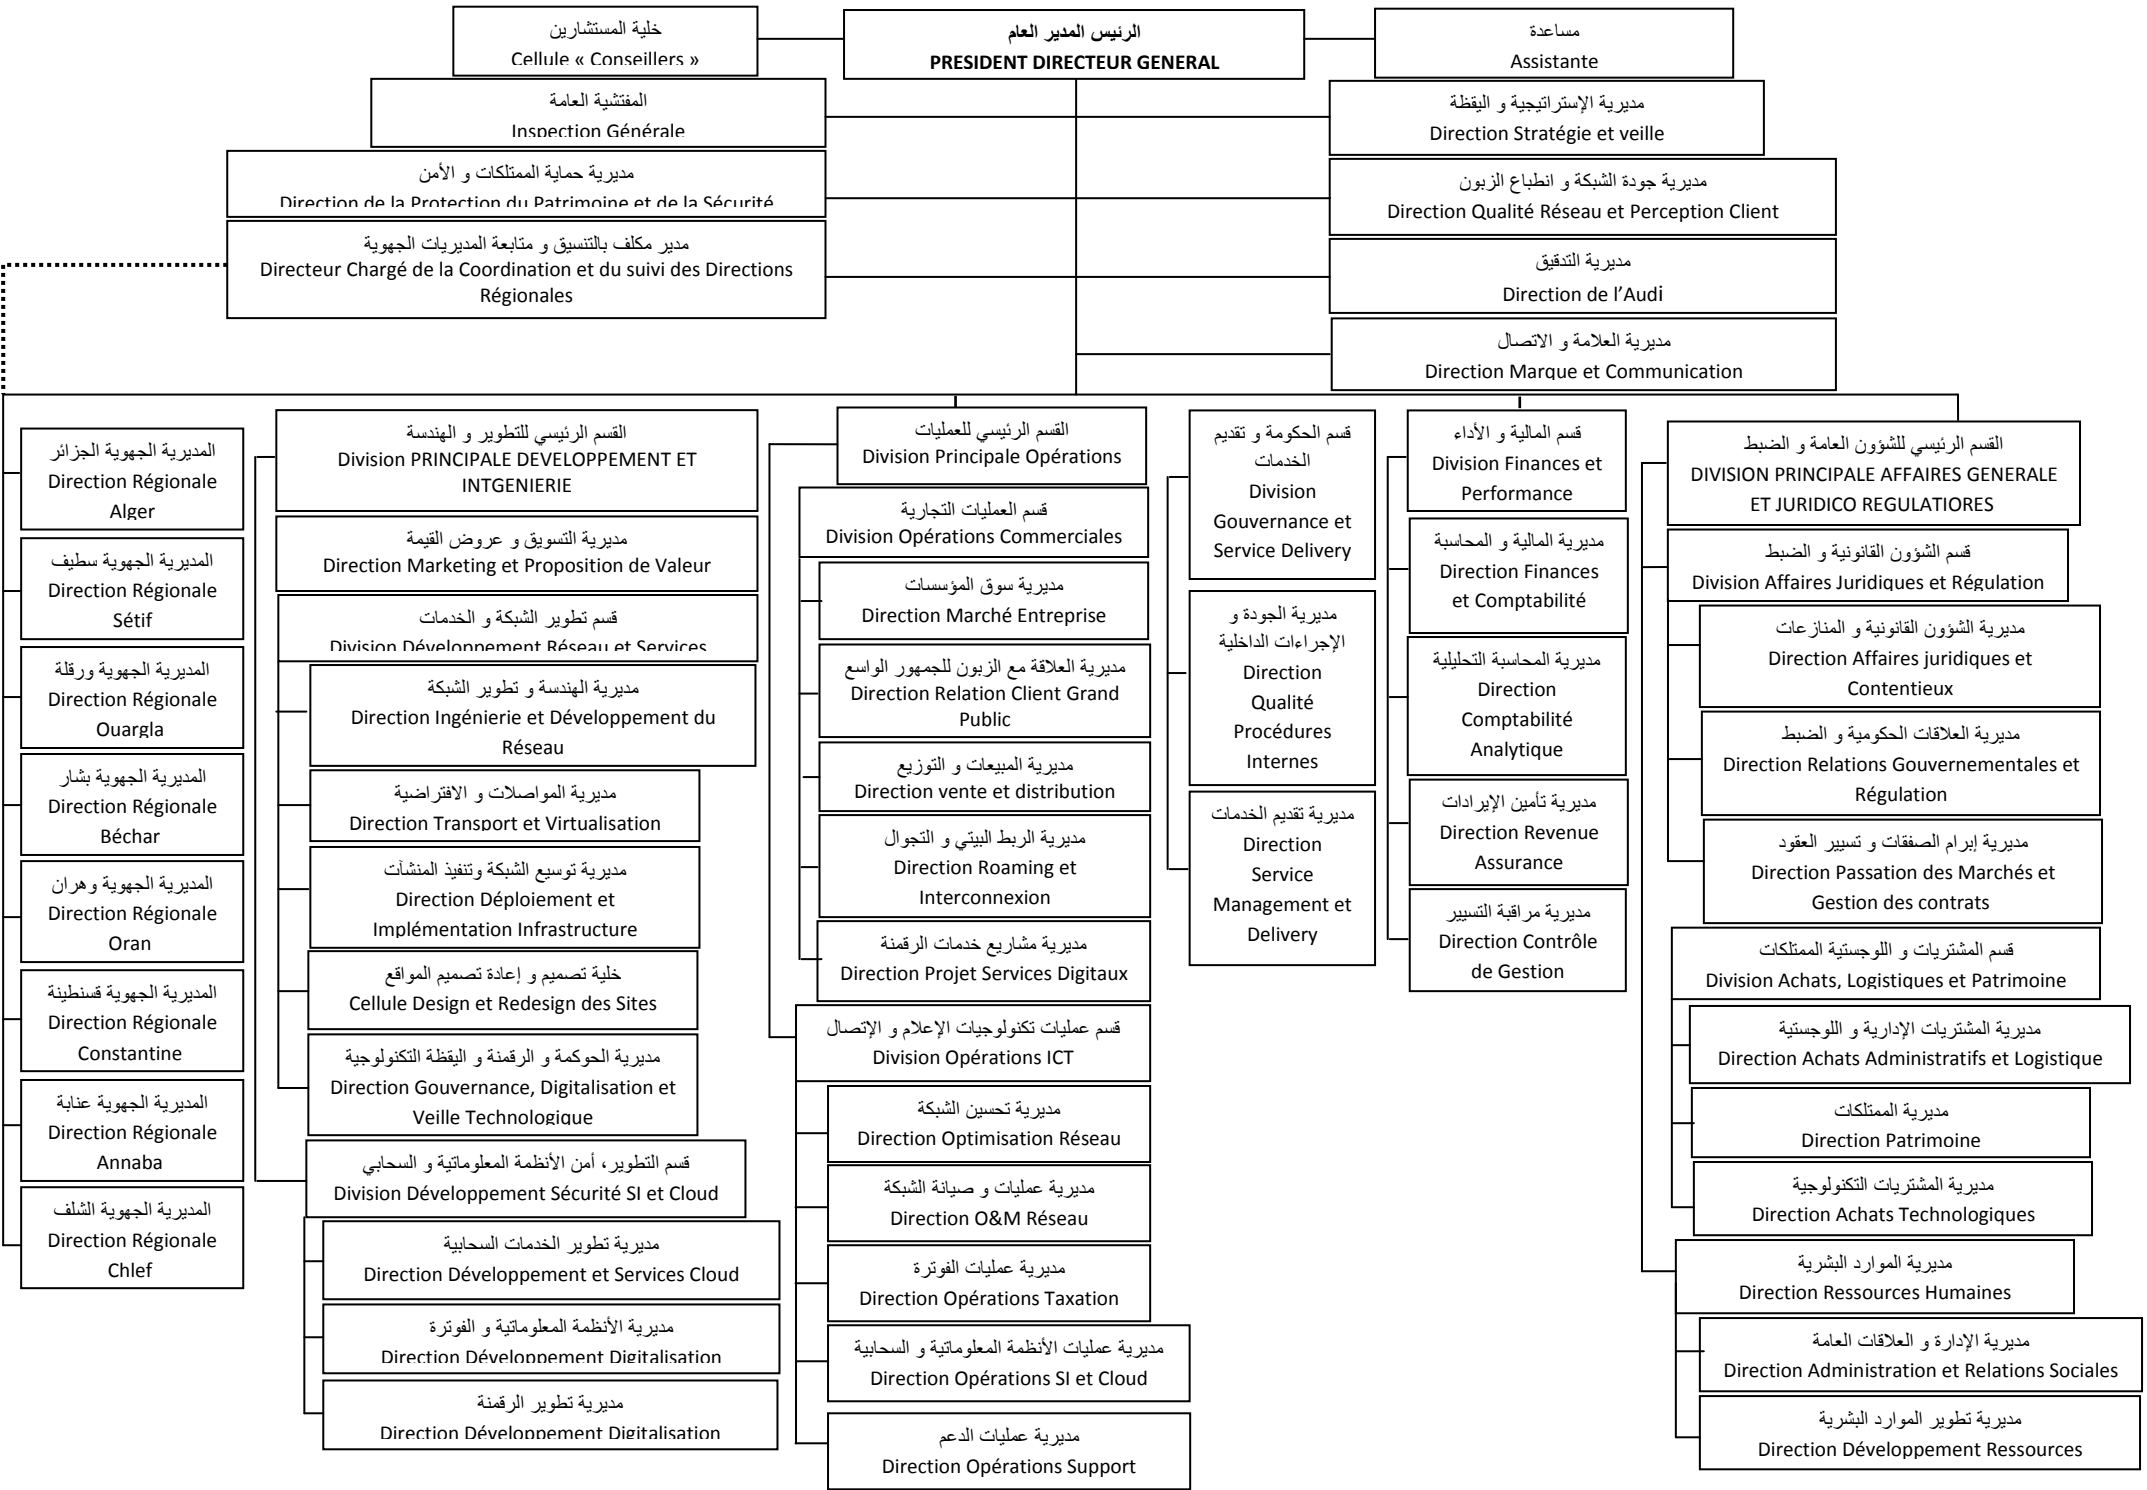 خلية المستشارين
Cellule « Conseillers »
الرئيس المدير العام
PRESIDENT DIRECTEUR GENERAL
مساعدة
Assistante
المفتشية العامة
Inspection Générale
مديرية الإستراتيجية و اليقظة
Direction Stratégie et veille
مديرية حماية الممتلكات و الأمن
Direction de la Protection du Patrimoine et de la Sécurité
مديرية جودة الشبكة و انطباع الزبون
Direction Qualité Réseau et Perception Client
مدير مكلف بالتنسيق و متابعة المديريات الجهوية
Directeur Chargé de la Coordination et du suivi des Directions
Régionales
مديرية التدقيق
Direction de l’Audi
مديرية العلامة و الاتصال
Direction Marque et Communication
المديرية الجهوية الجزائر
Direction Régionale
Alger
المديرية الجهوية سطيف
Direction Régionale
Sétif
المديرية الجهوية ورقلة
Direction Régionale
Ouargla
المديرية الجهوية بشار
Direction Régionale
Béchar
المديرية الجهوية وهران
Direction Régionale
Oran
المديرية الجهوية قسنطينة
Direction Régionale
Constantine
المديرية الجهوية عنابة
Direction Régionale
Annaba
المديرية الجهوية الشلف
Direction Régionale
Chlef
القسم الرئيسي للتطوير و الهندسة
Division PRINCIPALE DEVELOPPEMENT ET
INTGENIERIE
مديرية التسويق و عروض القيمة
Direction Marketing et Proposition de Valeur
قسم تطوير الشبكة و الخدمات
Division Développement Réseau et Services
مديرية الهندسة و تطوير الشبكة
Direction Ingénierie et Développement du
Réseau
مديرية المواصلات و الافتراضية
Direction Transport et Virtualisation
مديرية توسيع الشبكة وتنفيذ المنشآت
Direction Déploiement et
Implémentation Infrastructure
خلية تصميم و إعادة تصميم المواقع
Cellule Design et Redesign des Sites
مديرية الحوكمة و الرقمنة و اليقظة التكنولوجية
Direction Gouvernance, Digitalisation et
Veille Technologique
قسم التطوير، أمن الأنظمة المعلوماتية و السحابي
Division Développement Sécurité SI et Cloud
مديرية تطوير الخدمات السحابية
Direction Développement et Services Cloud
مديرية الأنظمة المعلوماتية و الفوترة
Direction Développement Digitalisation
مديرية تطوير الرقمنة
Direction Développement Digitalisation
القسم الرئيسي للعمليات
Division Principale Opérations
قسم العمليات التجارية
Division Opérations Commerciales
مديرية سوق المؤسسات
Direction Marché Entreprise
مديرية العلاقة مع الزبون للجمهور الواسع
Direction Relation Client Grand
Public
مديرية المبيعات و التوزيع
Direction vente et distribution
مديرية الربط البيتي و التجوال
Direction Roaming et
Interconnexion
مديرية مشاريع خدمات الرقمنة
Direction Projet Services Digitaux
قسم عمليات تكنولوجيات الإعلام و الإتصال
Division Opérations ICT
مديرية تحسين الشبكة
Direction Optimisation Réseau
مديرية عمليات و صيانة الشبكة
Direction O&M Réseau
مديرية عمليات الفوترة
Direction Opérations Taxation
مديرية عمليات الأنظمة المعلوماتية و السحابية
Direction Opérations SI et Cloud
مديرية عمليات الدعم
Direction Opérations Support
قسم الحكومة و تقديم
الخدمات
Division
Gouvernance et
Service Delivery
مديرية الجودة و
الإجراءات الداخلية
Direction
Qualité
Procédures
Internes
مديرية تقديم الخدمات
Direction
Service
Management et
Delivery
قسم المالية و الأداء
Division Finances et
Performance
مديرية المالية و المحاسبة
Direction Finances
et Comptabilité
مديرية المحاسبة التحليلية
Direction
Comptabilité
Analytique
مديرية تأمين الإيرادات
Direction Revenue
Assurance
مديرية مراقبة التسيير
Direction Contrôle
de Gestion
القسم الرئيسي للشؤون العامة و الضبط
DIVISION PRINCIPALE AFFAIRES GENERALE
ET JURIDICO REGULATIORES
قسم الشؤون القانونية و الضبط
Division Affaires Juridiques et Régulation
مديرية الشؤون القانونية و المنازعات
Direction Affaires juridiques et
Contentieux
مديرية العلاقات الحكومية و الضبط
Direction Relations Gouvernementales et
Régulation
مديرية إبرام الصفقات و تسيير العقود
Direction Passation des Marchés et
Gestion des contrats
قسم المشتريات و اللوجستية الممتلكات
Division Achats, Logistiques et Patrimoine
مديرية المشتريات الإدارية و اللوجستية
Direction Achats Administratifs et Logistique
مديرية الممتلكات
Direction Patrimoine
مديرية المشتريات التكنولوجية
Direction Achats Technologiques
مديرية الموارد البشرية
Direction Ressources Humaines
مديرية الإدارة و العلاقات العامة
Direction Administration et Relations Sociales
مديرية تطوير الموارد البشرية
Direction Développement Ressources